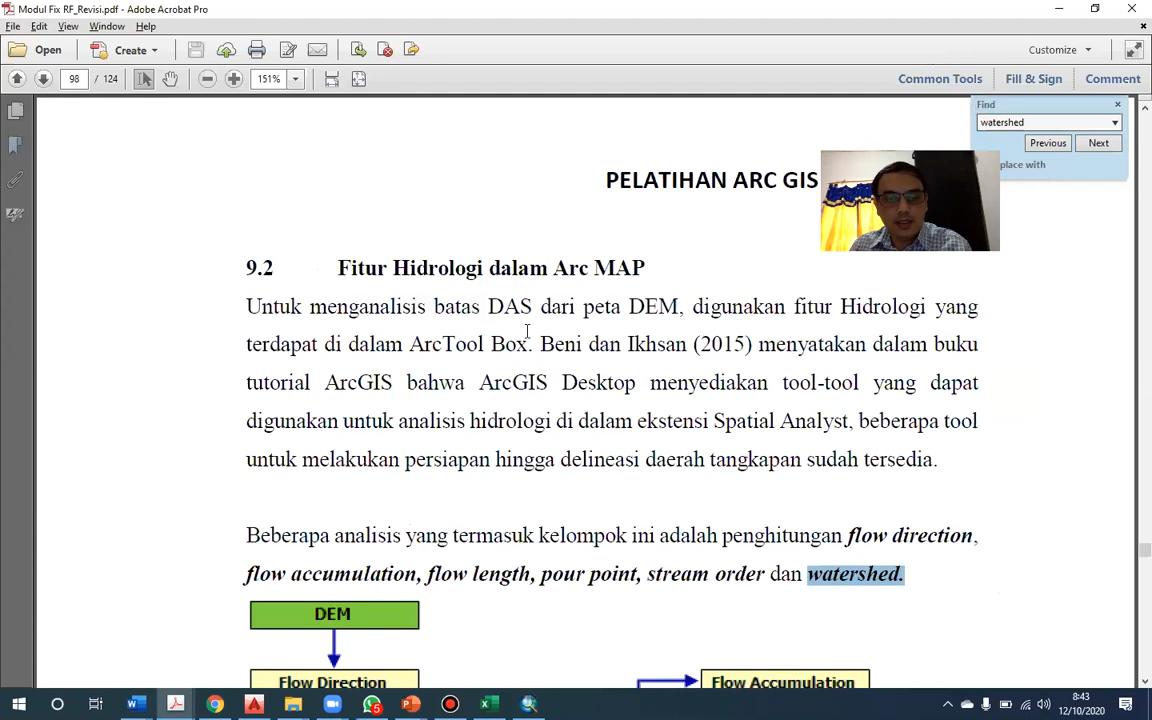 Modul Fix RF_Revisi.pdf - Adobe Acrobat Pro
File Edit View Window Help
Open Create Customize
98 / 124 151% Common Tools Fill & Sign Comment
Find
watershed
Previous Next
place with
PELATIHAN ARC GIS
9.2 Fitur Hidrologi dalam Arc MAP
Untuk menganalisis batas DAS dari peta DEM, digunakan fitur Hidrologi yang
terdapat di dalam ArcTool Box. Beni dan Ikhsan (2015) menyatakan dalam buku
tutorial ArcGIS bahwa ArcGIS Desktop menyediakan tool-tool yang dapat
digunakan untuk analisis hidrologi di dalam ekstensi Spatial Analyst, beberapa tool
untuk melakukan persiapan hingga delineasi daerah tangkapan sudah tersedia.
Beberapa analisis yang termasuk kelompok ini adalah penghitungan flow direction,
flow accumulation, flow length, pour point, stream order dan watershed.
DEM
Flow Direction Flow Accumulation
5
8:43
12/10/2020